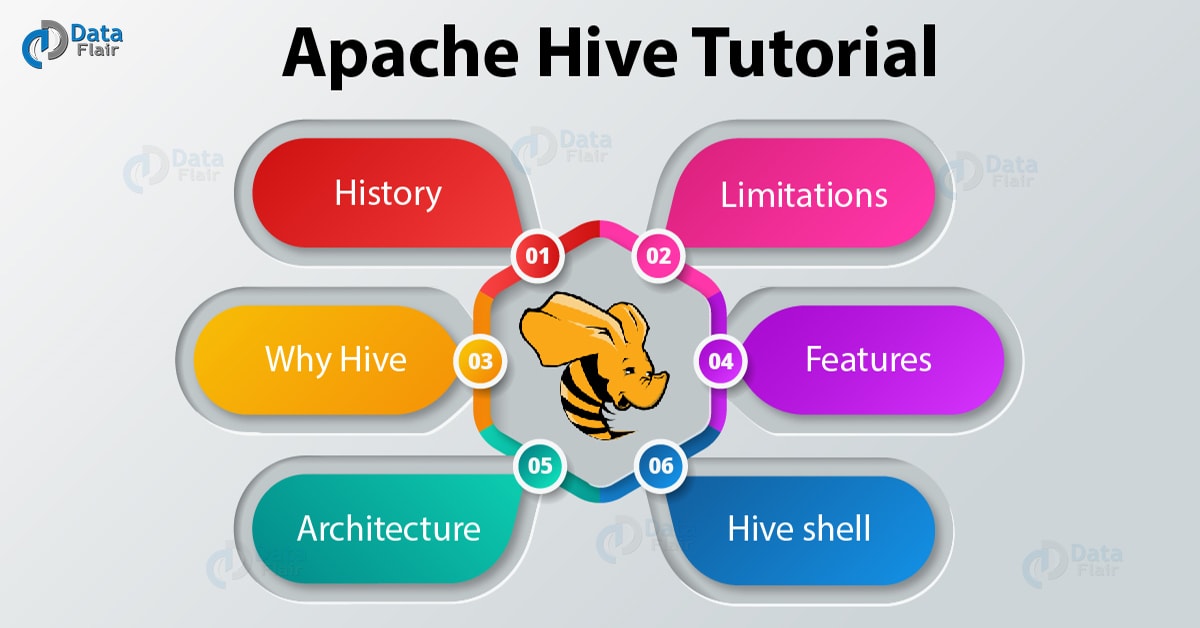 Data
Flair
Apache Hive Tutorial
Data
Flair
Data
Flair
Data
Flair
History
Limitations
01
02
Why Hive
03
04
Features
05
06
Architecture
Hive shell
Data
Flair
Data
Flair
Data
Flair